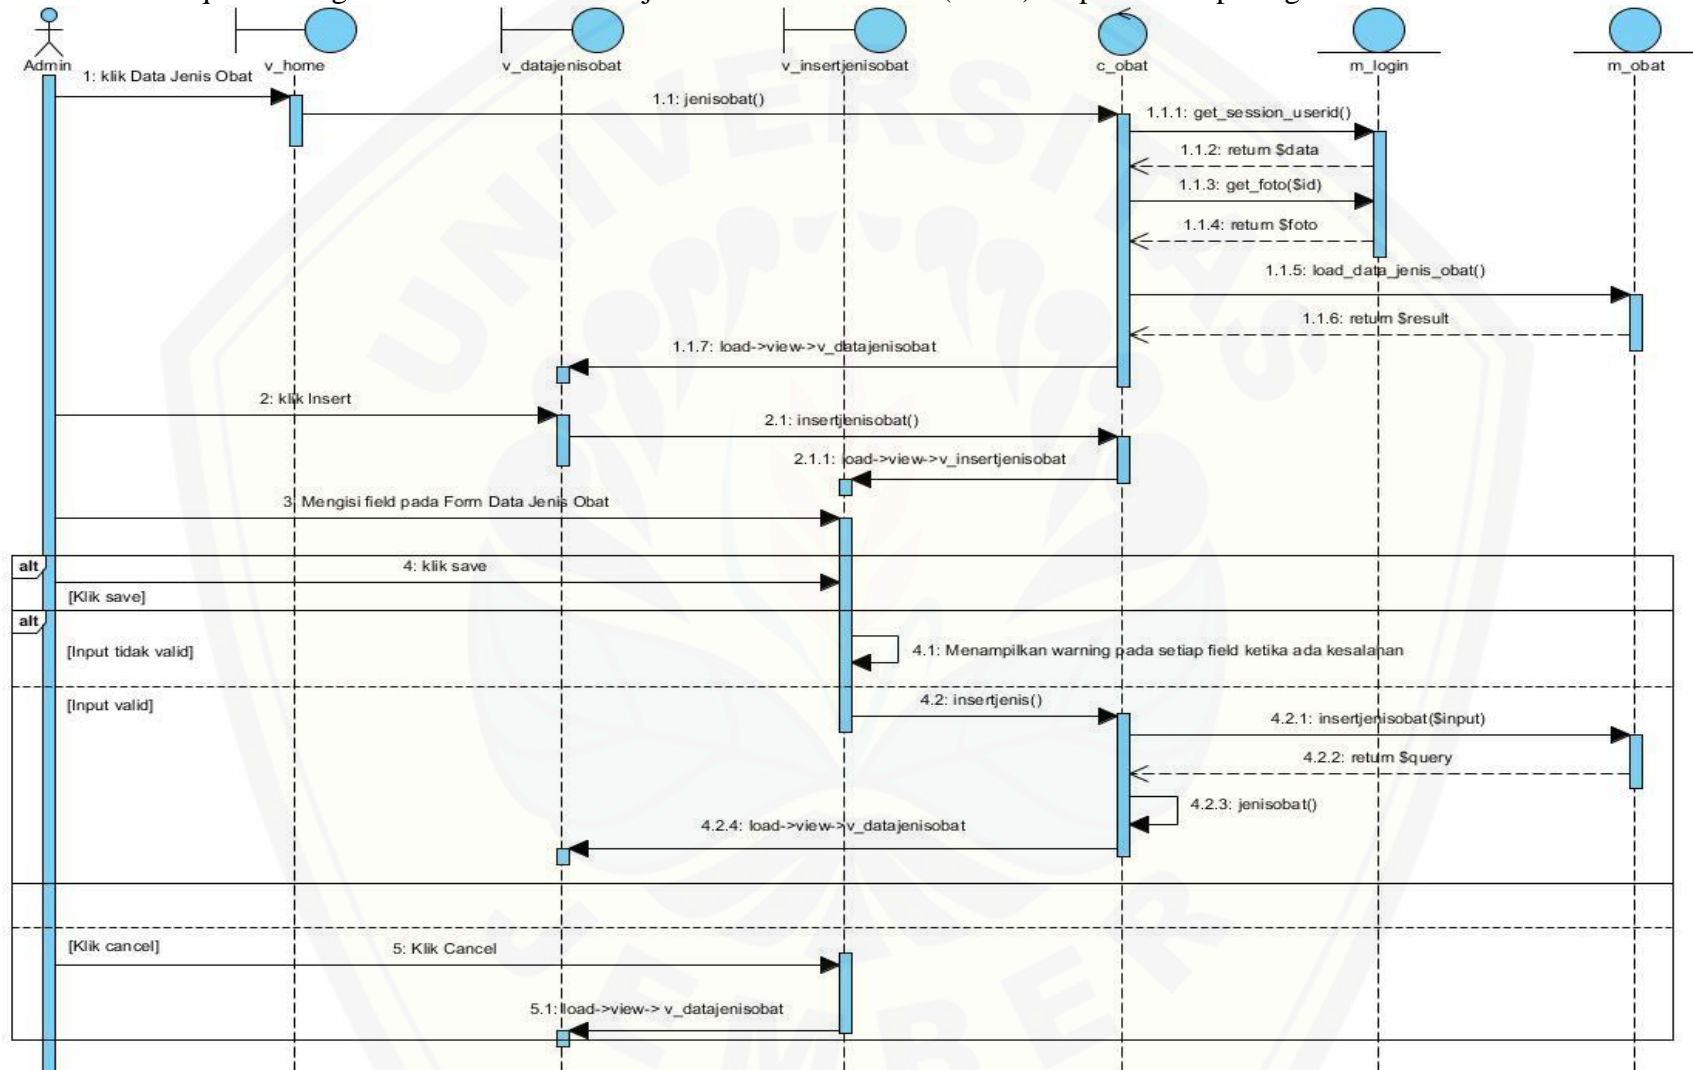 Admin
v_home
v_datajenisobat
v_insertjenisobat
c_obat
m_login
m_obat
1: klik Data Jenis Obat
1.1: jenisobat()
1.1.1: get_session_userid()
1.1.2: return $data
1.1.3: get_foto($id)
1.1.4: return $foto
1.1.5: load_data_jenis_obat()
1.1.6: return $result
1.1.7: load->view->v_datajenisobat
2: klik Insert
2.1: insertjenisobat()
2.1.1: load->view->v_insertjenisobat
3: Mengisi field pada Form Data Jenis Obat
alt
4: klik save
[Klik save]
alt
[Input tidak valid]
4.1: Menampilkan warning pada setiap field ketika ada kesalahan
[Input valid]
4.2: insertjenis()
4.2.1: insertjenisobat($input)
4.2.2: return $query
4.2.3: jenisobat()
4.2.4: load->view->v_datajenisobat
[Klik cancel]
5: Klik Cancel
5.1: load->view-> v_datajenisobat
UNIVERSITAS
JEMBER